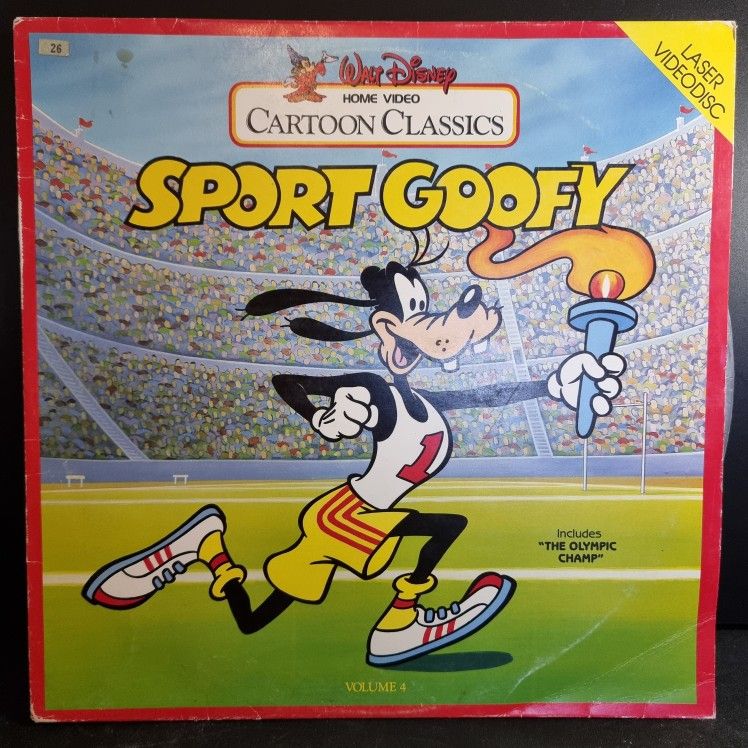 26
LASER
VIDEODISC
WALT DISNEY
HOME VIDEO
CARTOON CLASSICS
SPORT GOOFY
1
Includes
"THE OLYMPIC
CHAMP"
VOLUME 4